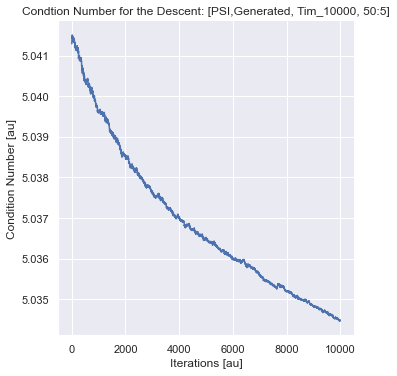 Condtion Number for the Descent: [PSI,Generated, Tim_10000, 50:5]
5.041
5.040
5.039
5.038
5.037
5.036
5.035
Condition Number [au]
0 2000 4000 6000 8000 10000
Iterations [au]